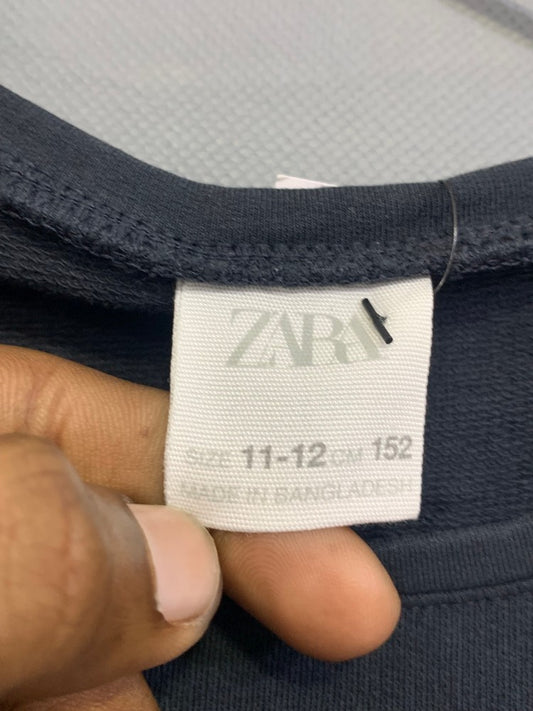 ZARA
SIZE 11-12 CM 152
MADE IN BANGLADESH